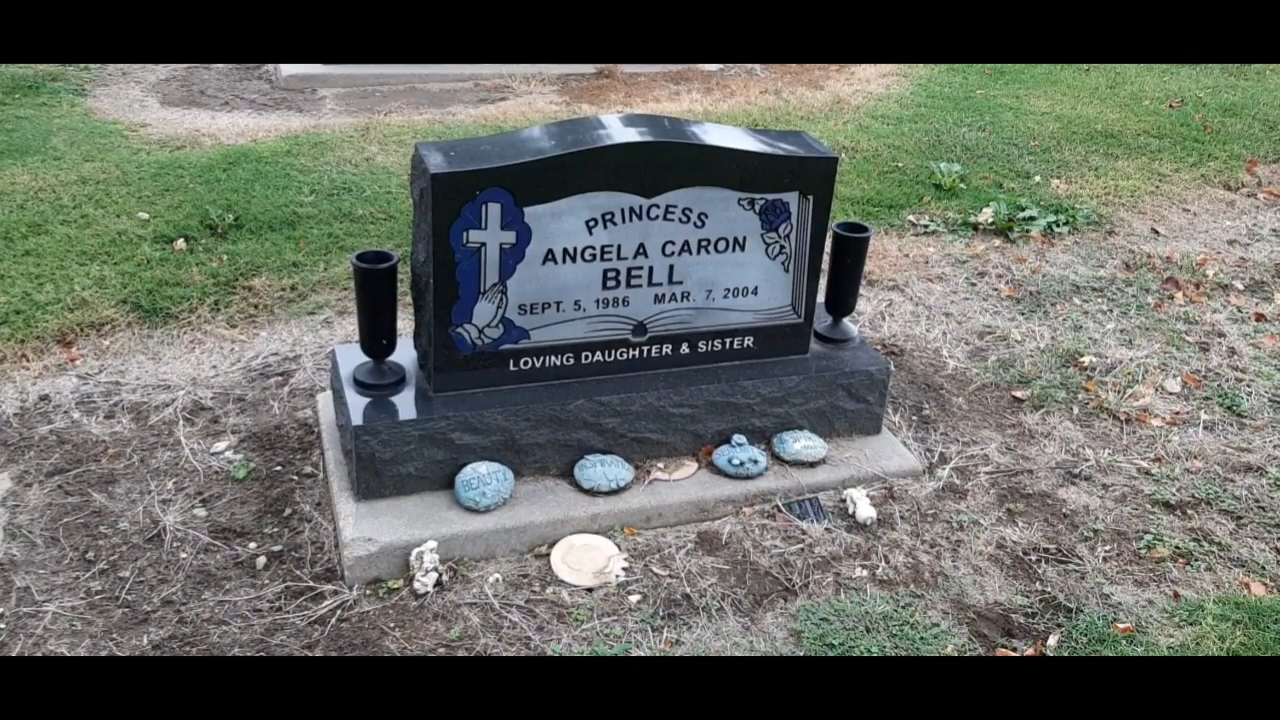 PRINCESS
ANGELA CARON
BELL
SEPT. 5, 1986 MAR. 7, 2004
LOVING DAUGHTER & SISTER
BEAUTY